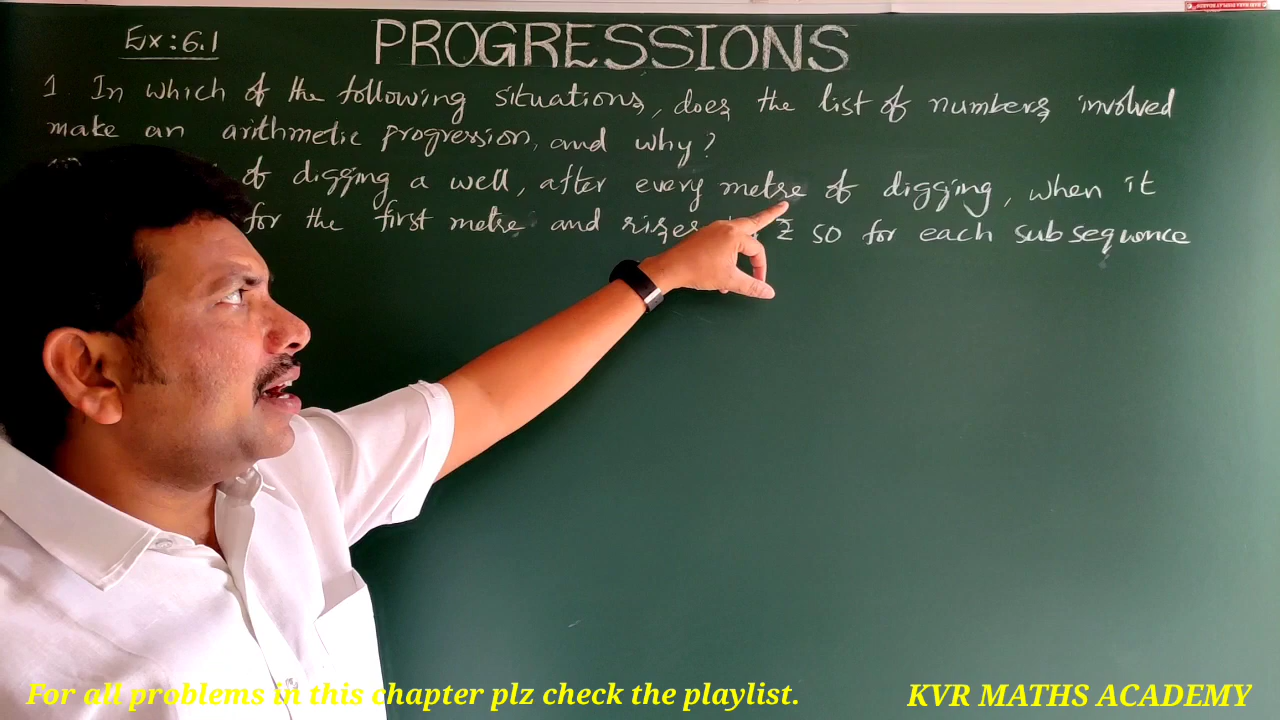 Ex: 6.1
PROGRESSIONS
1. In which of the following situations, does the list of numbers involved
make an arithmetic progression, and why?
of digging a well, after every metre of digging, when it
for the first metre and rises ₹ 50 for each subsequence
For all problems in this chapter plz check the playlist.
KVR MATHS ACADEMY